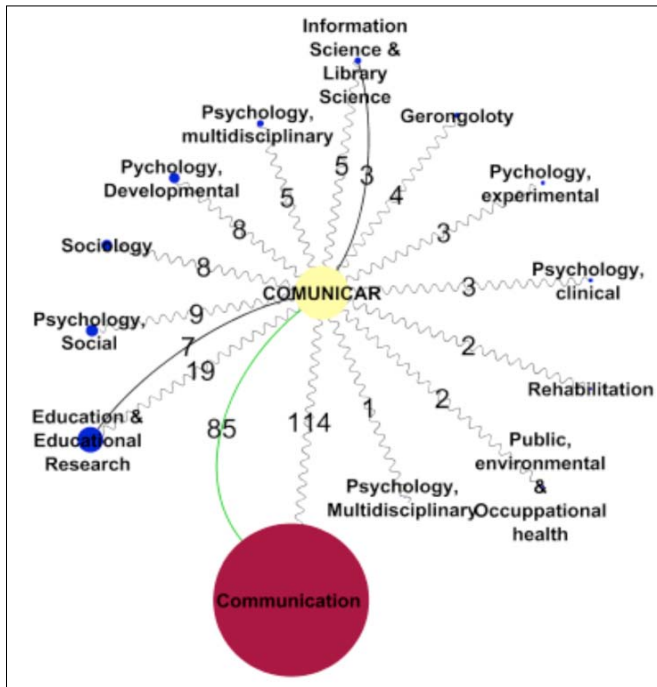 Information
Science &
Library
Science
Psychology,
multidisciplinary
Gerongoloty
Pychology,
Developmental
Pychology,
experimental
5
3
4
5
8
3
Sociology
8
Psychology,
clinical
3
COMUNICAR
9
Psychology,
Social
7
2
19
Rehabilitation
2
1
Education &
Educational
Research
85
114
Public,
environmental
&
Occuppational
health
Psychology,
Multidisciplinary
Communication